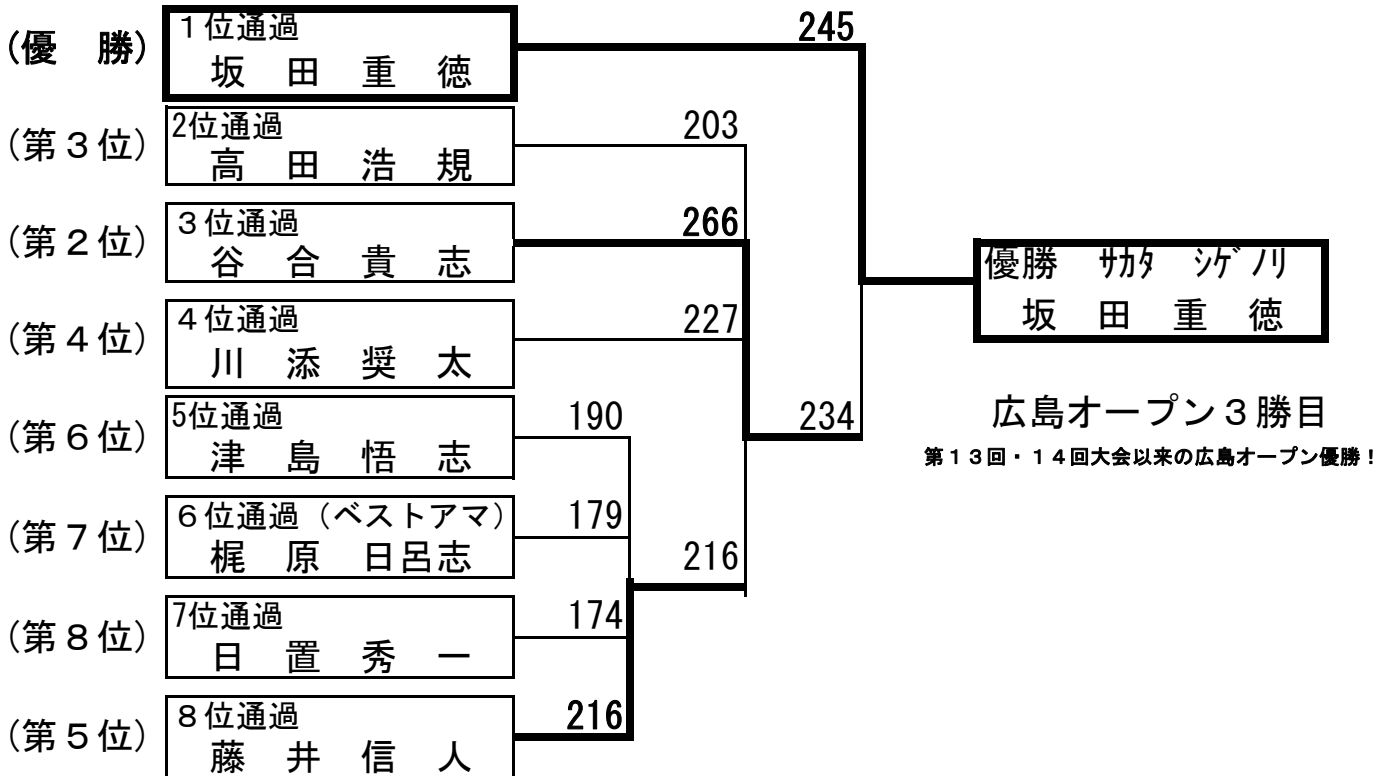 (優　勝)
１位通過
坂　田　重　徳
245
(第３位)
2位通過
高　田　浩　規
203
(第２位)
３位通過
谷　合　貴　志
266
(第４位)
４位通過
川　添　奨　太
227
(第６位)
5位通過
津　島　悟　志
190
(第７位)
６位通過（ベストアマ）
梶　原　日呂志
179
(第８位)
7位通過
日　置　秀　一
174
(第５位)
８位通過
藤　井　信　人
216
216
234
優勝　ｻｶﾀ　ｼｹﾞﾉﾘ
坂　田　重　徳
広島オープン３勝目
第１３回・１４回大会以来の広島オープン優勝！